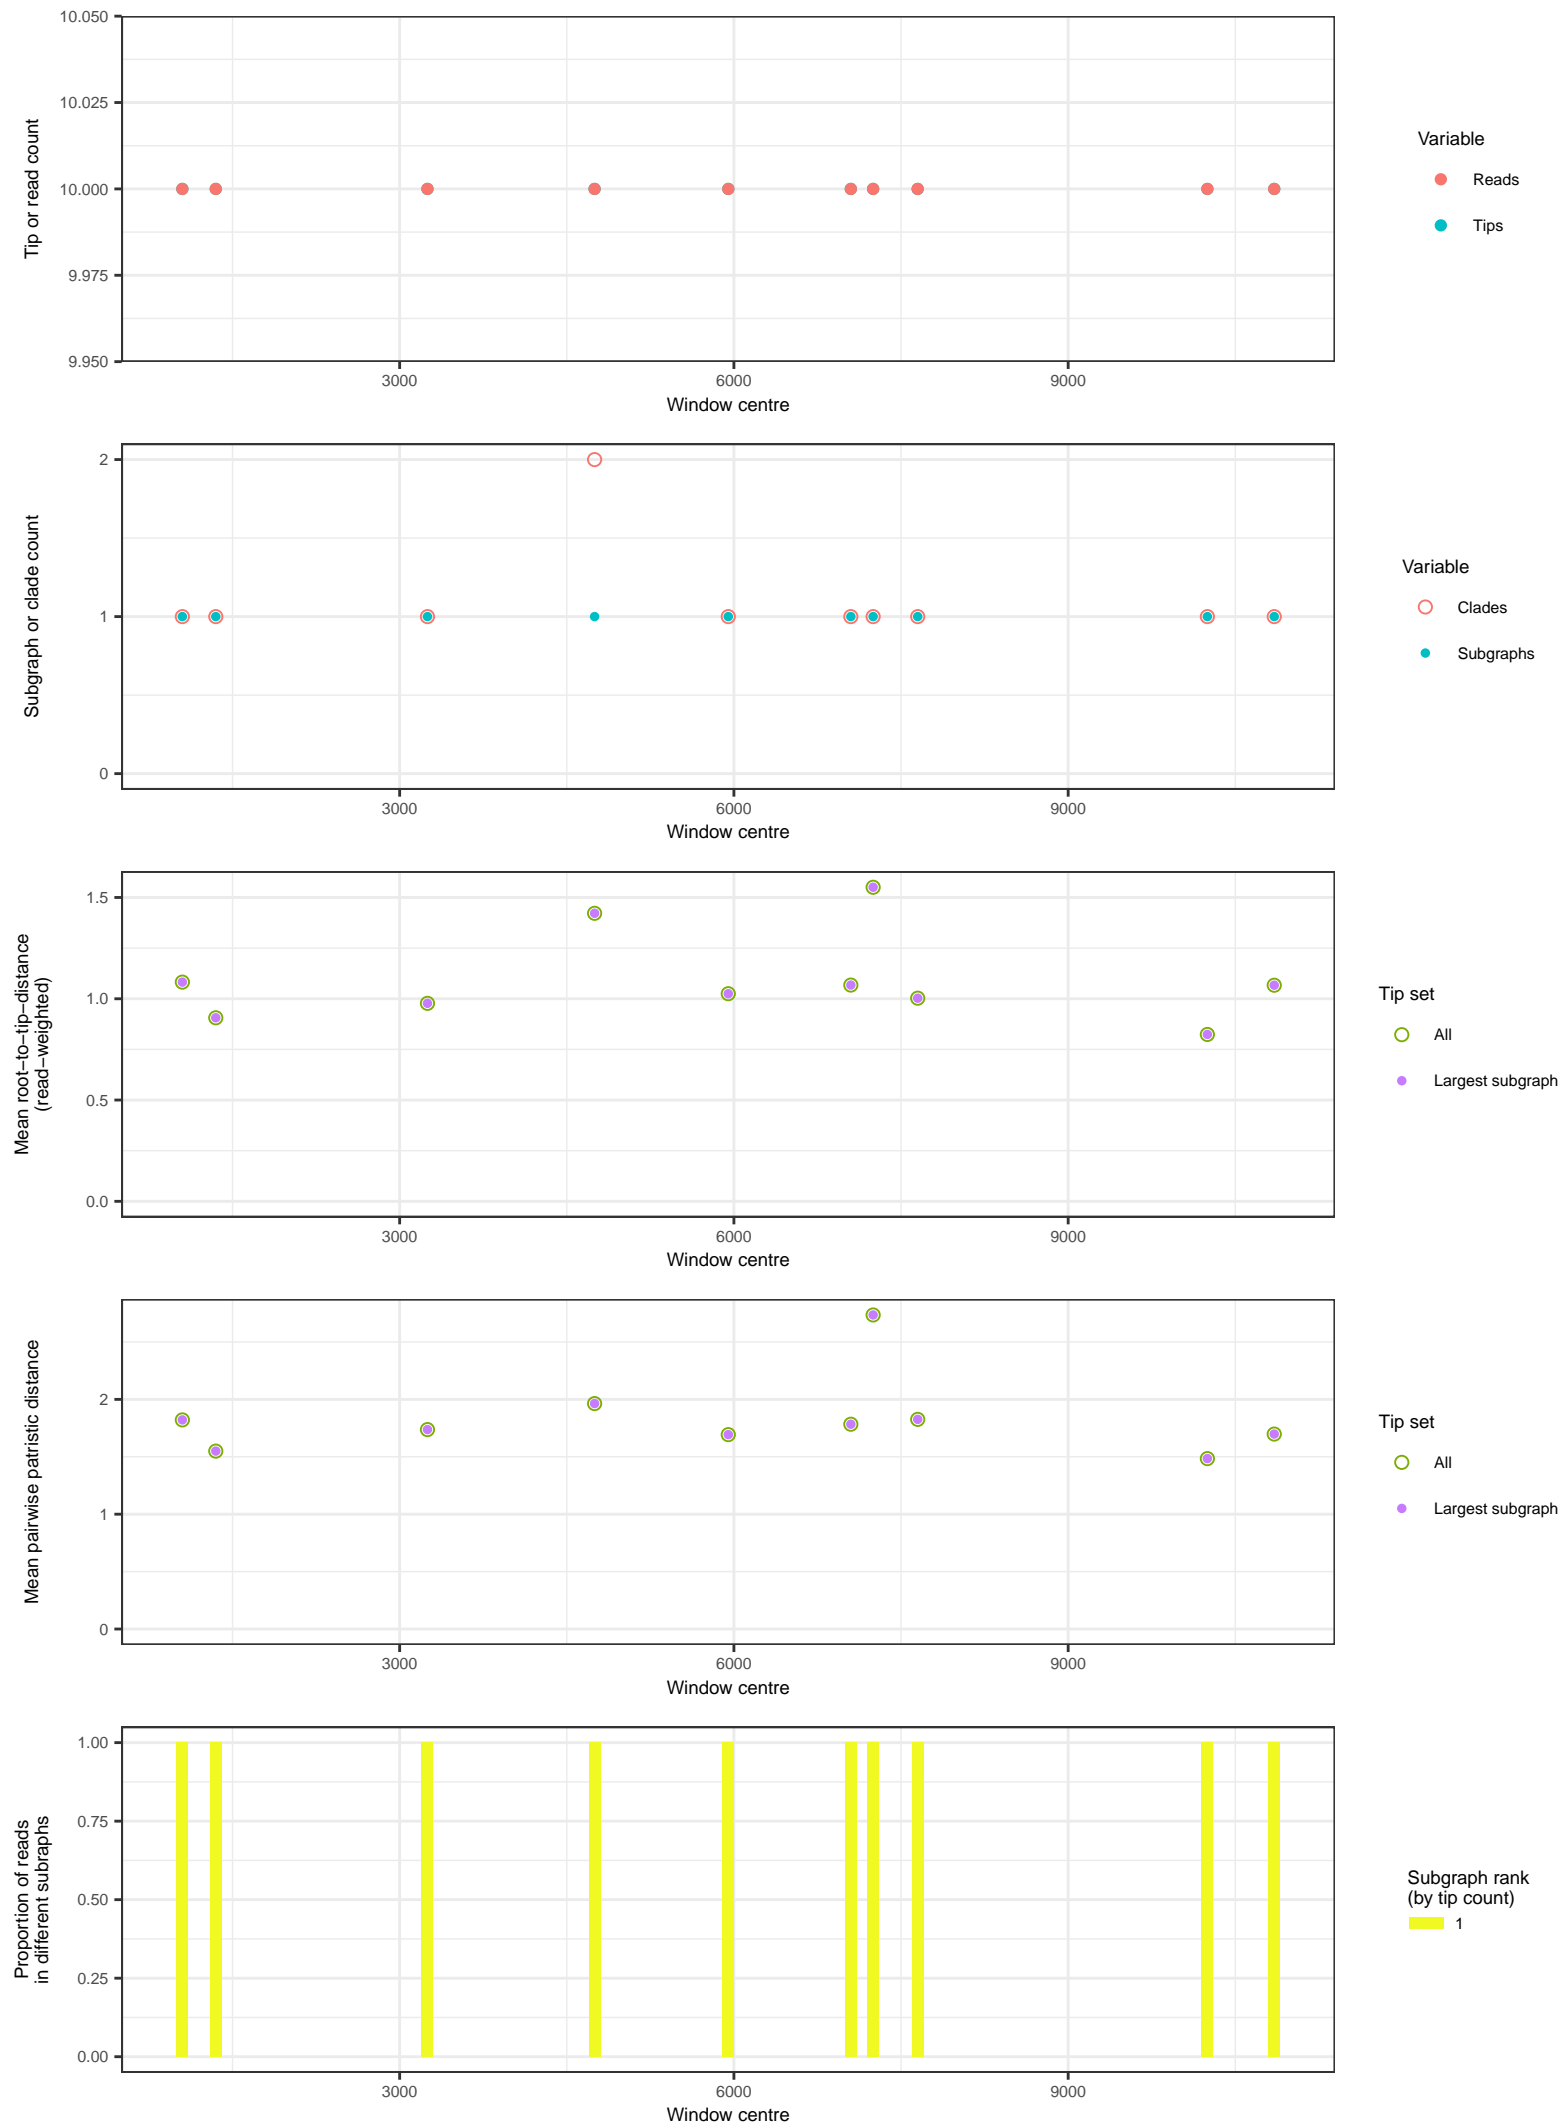 10.050
10.025
10.000
9.975
9.950
Tip or read count
3000 6000 9000
Window centre
Variable
Reads
Tips
2
1
0
Subgraph or clade count
3000 6000 9000
Window centre
Variable
Clades
Subgraphs
1.5
1.0
0.5
0.0
Mean root−to−tip−distance
(read−weighted)
3000 6000 9000
Window centre
Tip set
All
Largest subgraph
2
1
0
Mean pairwise patristic distance
3000 6000 9000
Window centre
Tip set
All
Largest subgraph
1.00
0.75
0.50
0.25
0.00
Proportion of reads
in different subraphs
3000 6000 9000
Window centre
Subgraph rank
(by tip count)
1